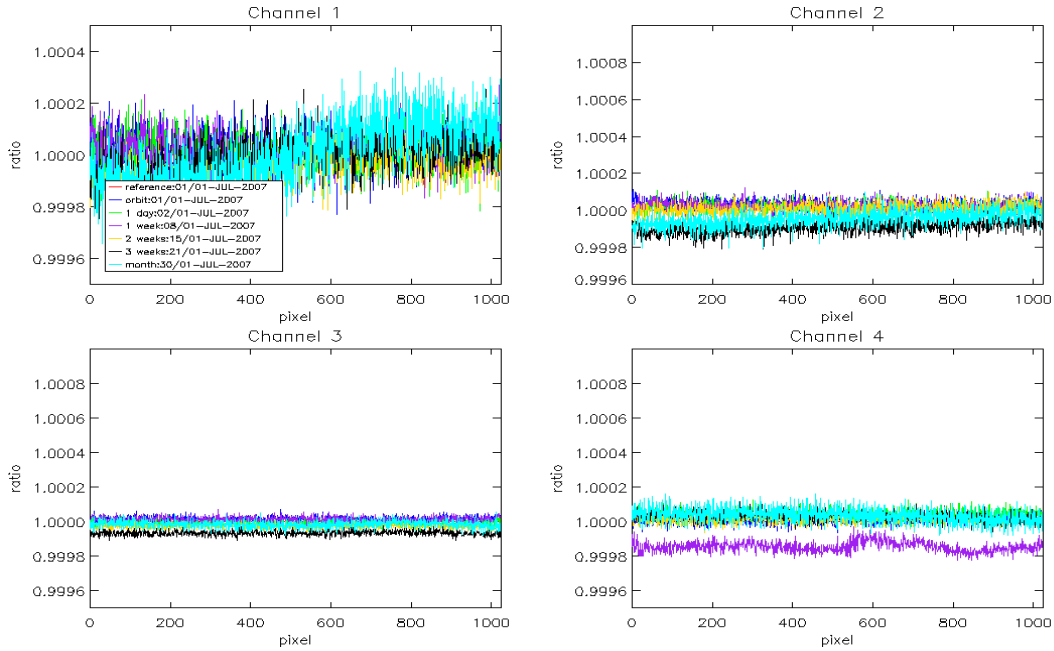 Channel 1
1.0004
1.0002
1.0000
0.9998
0.9996
ratio
reference:01/01-JUL-2007
orbit:01/01-JUL-2007
1 day:02/01-JUL-2007
1 week:08/01-JUL-2007
2 weeks:15/01-JUL-2007
3 weeks:21/01-JUL-2007
month:30/01-JUL-2007
0 200 400 600 800 1000
pixel
Channel 2
1.0008
1.0006
1.0004
1.0002
1.0000
0.9998
0.9996
ratio
0 200 400 600 800 1000
pixel
Channel 3
1.0008
1.0006
1.0004
1.0002
1.0000
0.9998
0.9996
ratio
0 200 400 600 800 1000
pixel
Channel 4
1.0008
1.0006
1.0004
1.0002
1.0000
0.9998
0.9996
ratio
0 200 400 600 800 1000
pixel